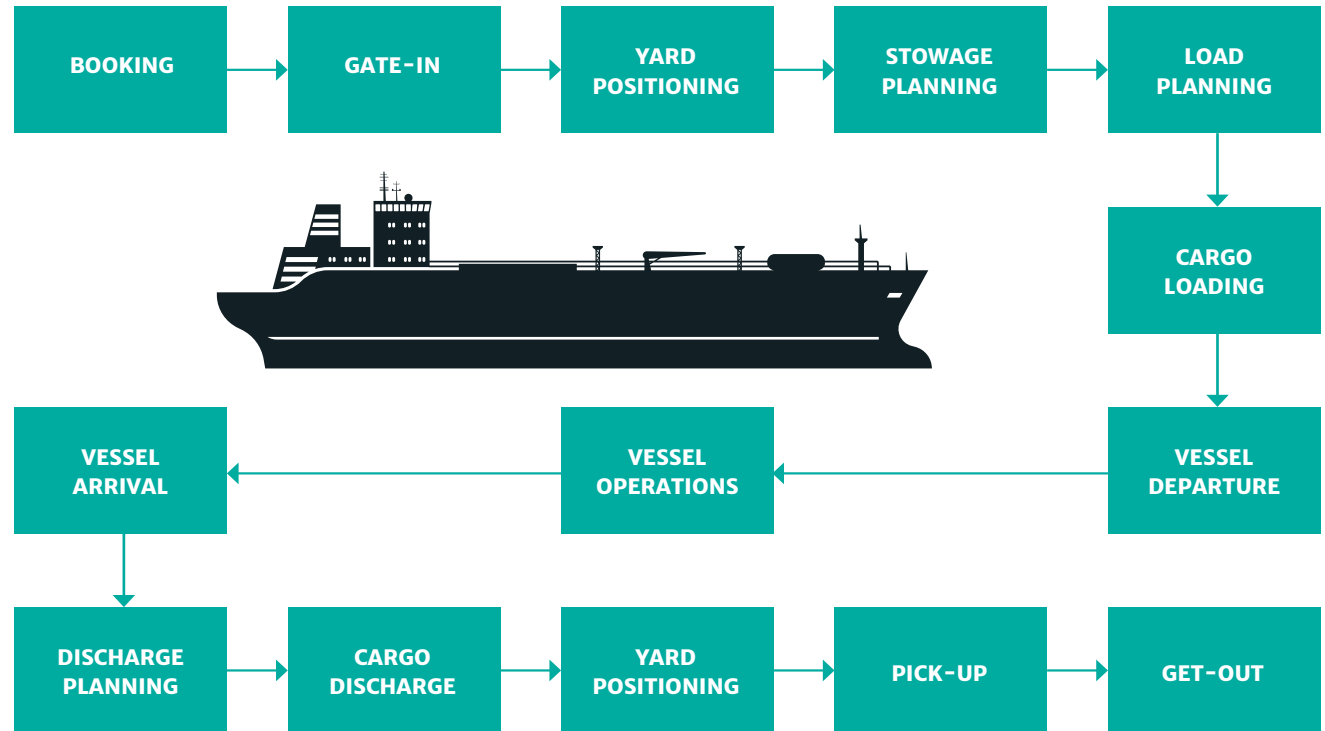 BOOKING
GATE-IN
YARD
POSITIONING
STOWAGE
PLANNING
LOAD
PLANNING
CARGO
LOADING
VESSEL
DEPARTURE
VESSEL
OPERATIONS
VESSEL
ARRIVAL
DISCHARGE
PLANNING
CARGO
DISCHARGE
YARD
POSITIONING
PICK-UP
GET-OUT